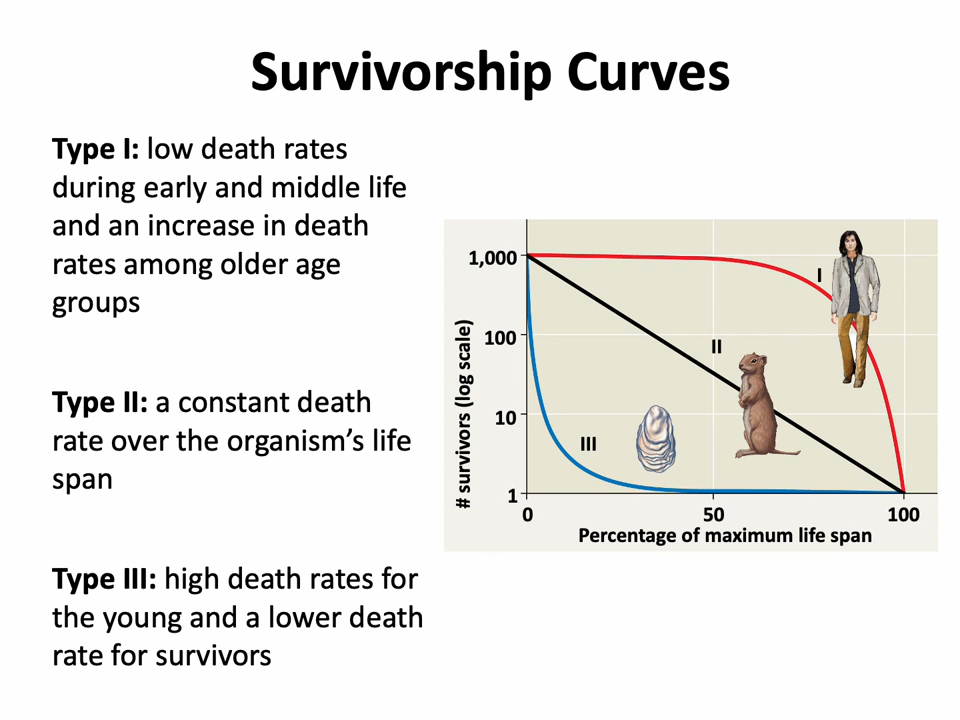 Survivorship Curves
Type I: low death rates
during early and middle life
and an increase in death
rates among older age
groups
Type II: a constant death
rate over the organism’s life
span
Type III: high death rates for
the young and a lower death
rate for survivors
# survivors (log scale)
1,000
100
10
1
I
II
III
0
50
100
Percentage of maximum life span